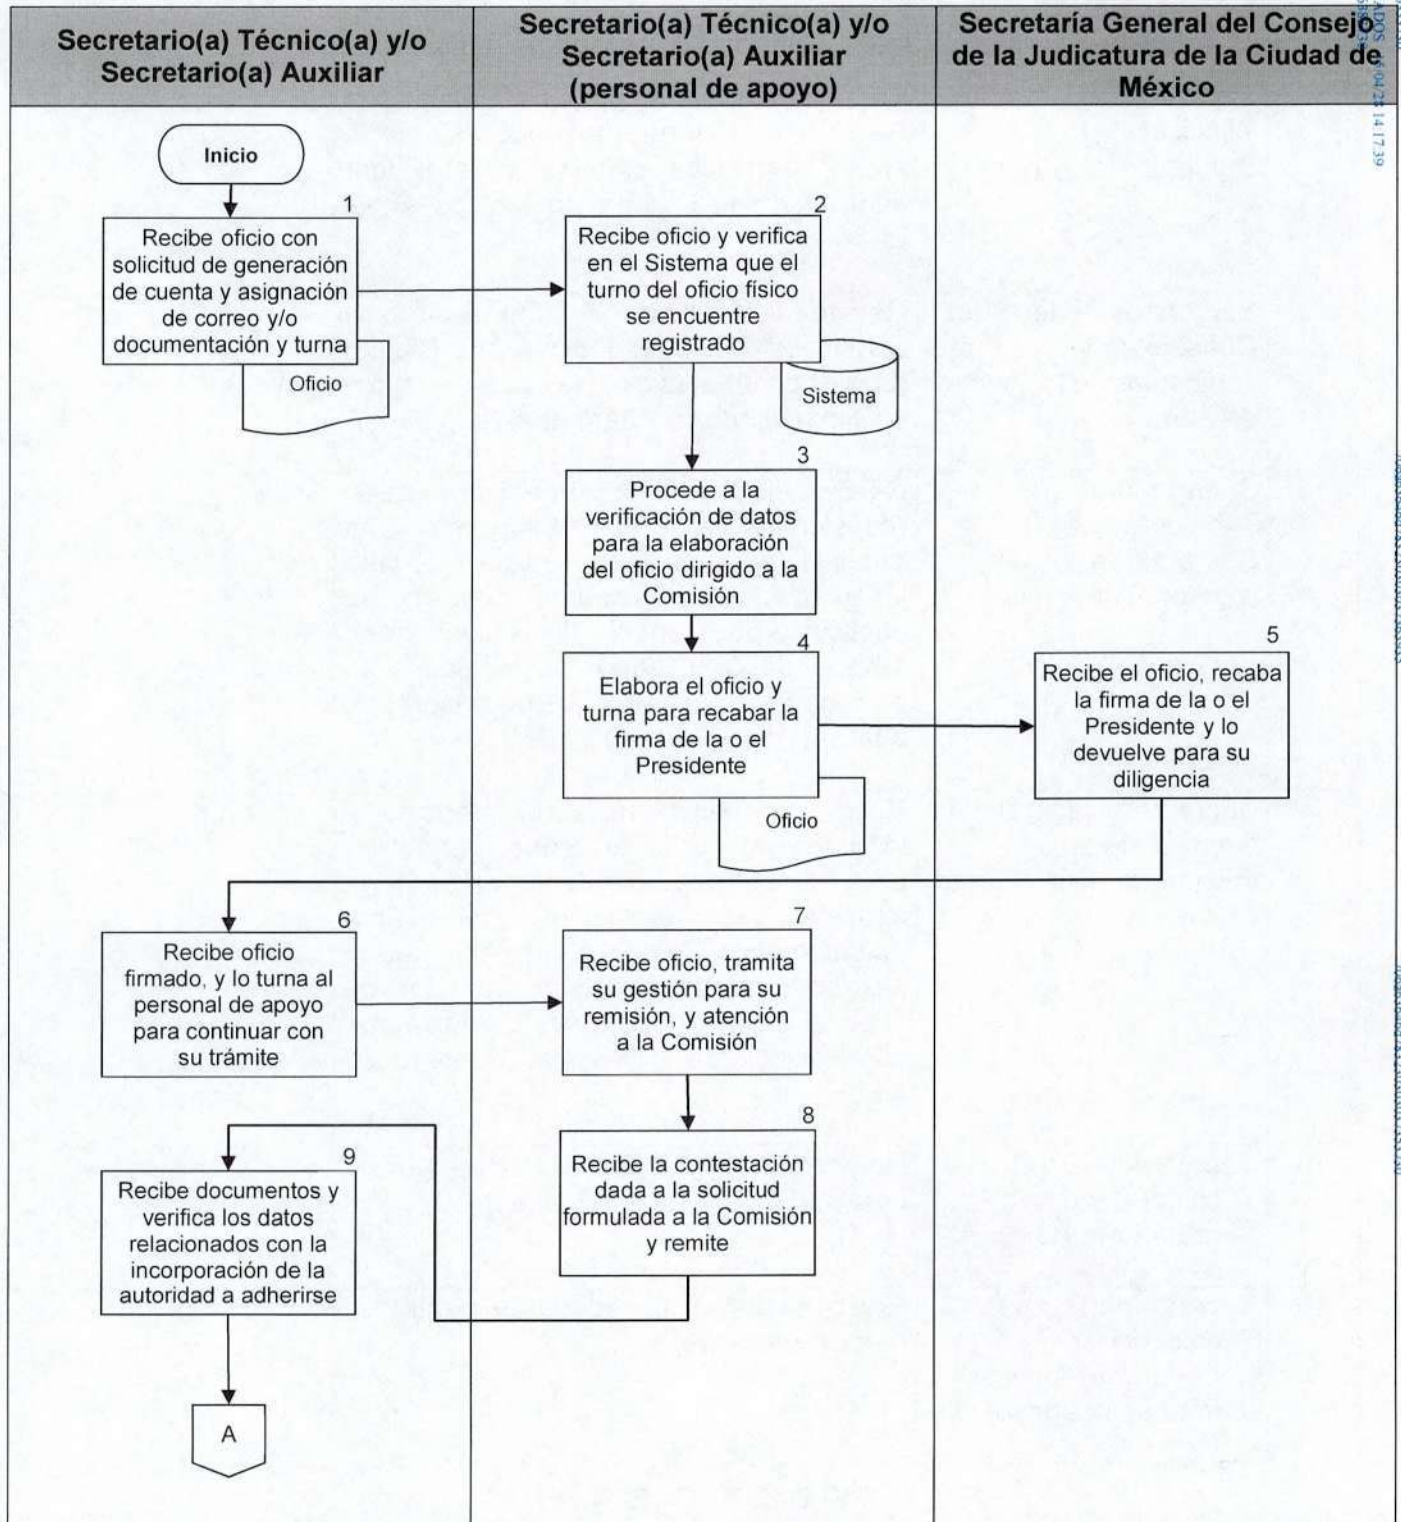 Secretario(a) Técnico(a) y/o
Secretario(a) Auxiliar
Secretario(a) Técnico(a) y/o
Secretario(a) Auxiliar
(personal de apoyo)
Secretaría General del Consejo
de la Judicatura de la Ciudad de
México
Inicio
1
Recibe oficio con
solicitud de generación
de cuenta y asignación
de correo y/o
documentación y turna
Oficio
2
Recibe oficio y verifica
en el Sistema que el
turno del oficio físico
se encuentre
registrado
Sistema
3
Procede a la
verificación de datos
para la elaboración
del oficio dirigido a la
Comisión
4
Elabora el oficio y
turna para recabar la
firma de la o el
Presidente
Oficio
5
Recibe el oficio, recaba
la firma de la o el
Presidente y lo
devuelve para su
diligencia
6
Recibe oficio
firmado, y lo turna al
personal de apoyo
para continuar con
su trámite
7
Recibe oficio, tramita
su gestión para su
remisión, y atención
a la Comisión
8
Recibe la contestación
dada a la solicitud
formulada a la Comisión
y remite
9
Recibe documentos y
verifica los datos
relacionados con la
incorporación de la
autoridad a adherirse
A
14:17:39